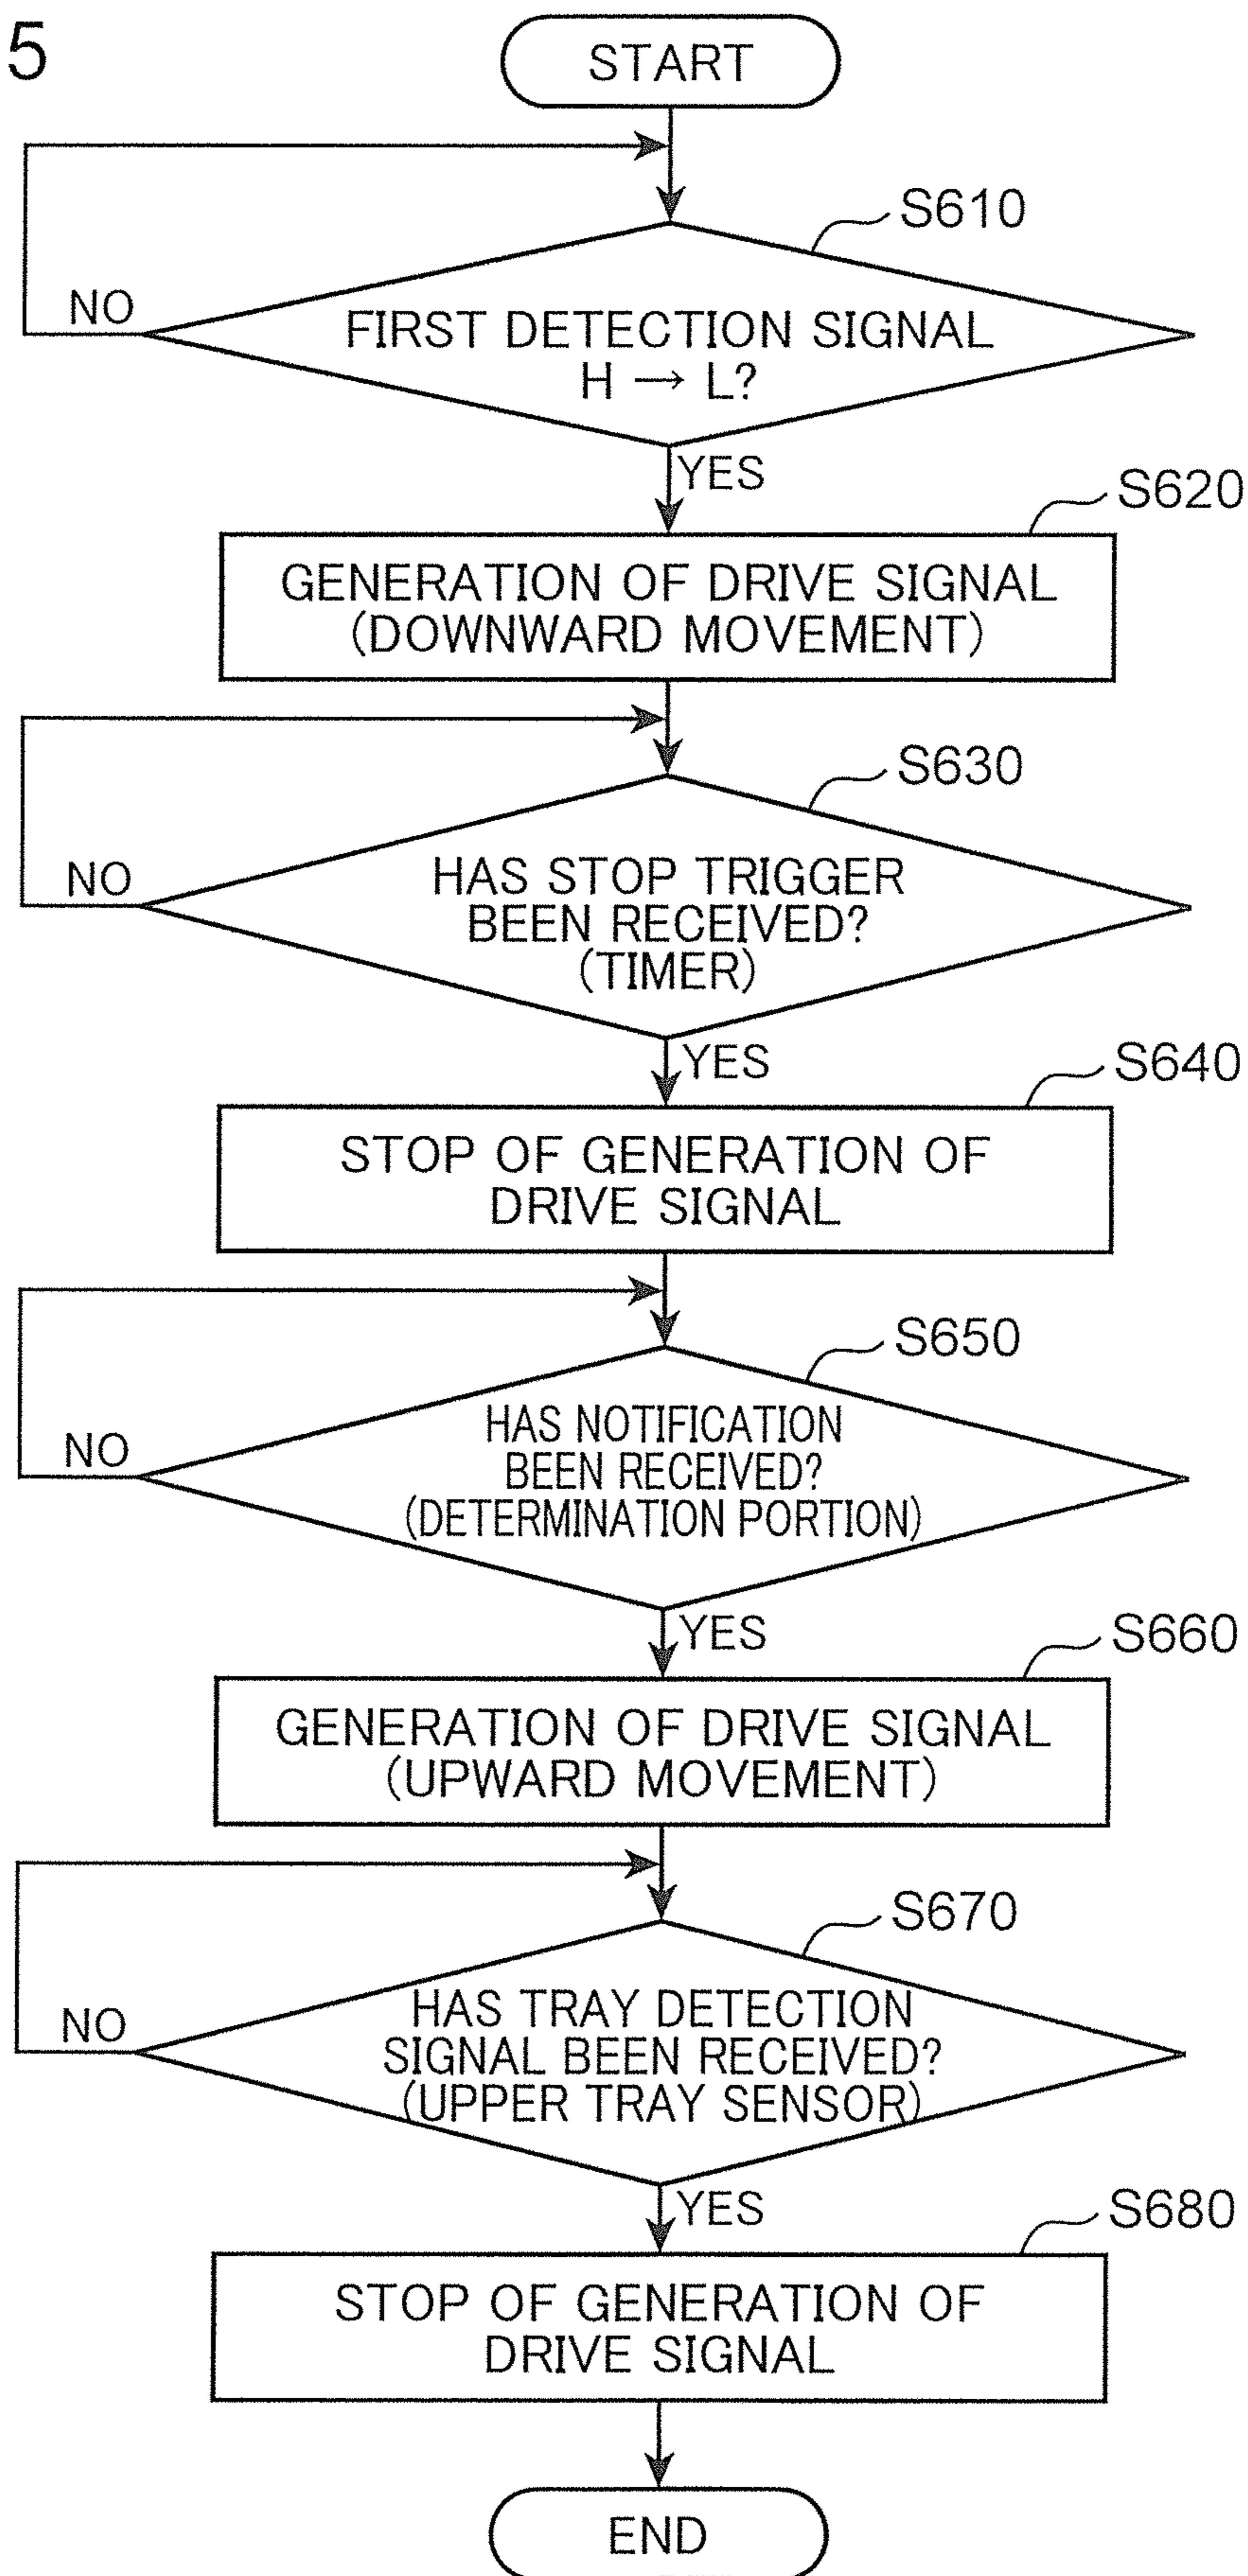 5
START
S610
NO
FIRST DETECTION SIGNAL
H → L?
YES
S620
GENERATION OF DRIVE SIGNAL
(DOWNWARD MOVEMENT)
S630
NO
HAS STOP TRIGGER
BEEN RECEIVED?
(TIMER)
YES
S640
STOP OF GENERATION OF
DRIVE SIGNAL
S650
NO
HAS NOTIFICATION
BEEN RECEIVED?
(DETERMINATION PORTION)
YES
S660
GENERATION OF DRIVE SIGNAL
(UPWARD MOVEMENT)
S670
NO
HAS TRAY DETECTION
SIGNAL BEEN RECEIVED?
(UPPER TRAY SENSOR)
YES
S680
STOP OF GENERATION OF
DRIVE SIGNAL
END